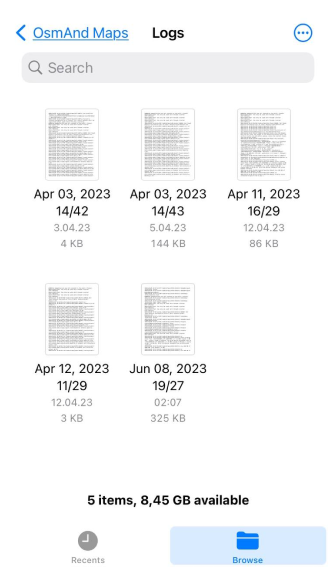 OsmAnd Maps Logs
Search
Apr 03, 2023
14/42
3.04.23
4 KB
Apr 03, 2023
14/43
5.04.23
144 KB
Apr 11, 2023
16/29
12.04.23
86 KB
Apr 12, 2023
11/29
12.04.23
3 KB
Jun 08, 2023
19/27
02:07
325 KB
5 items, 8,45 GB available
Recents
Browse